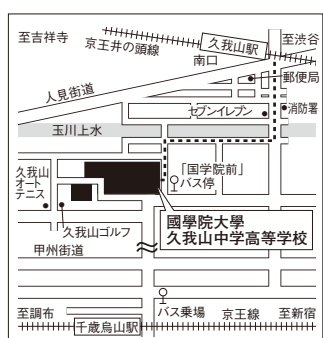 至吉祥寺
京王井の頭線
久我山駅
至渋谷
南口
郵便局
人見街道
セブンイレブン
消防署
玉川上水
久我山
オート
テニス
「国学院前」
バス停
國學院大學
久我山中学高等学校
久我山ゴルフ
甲州街道
至調布
千歳烏山駅
バス乗場
京王線
至新宿